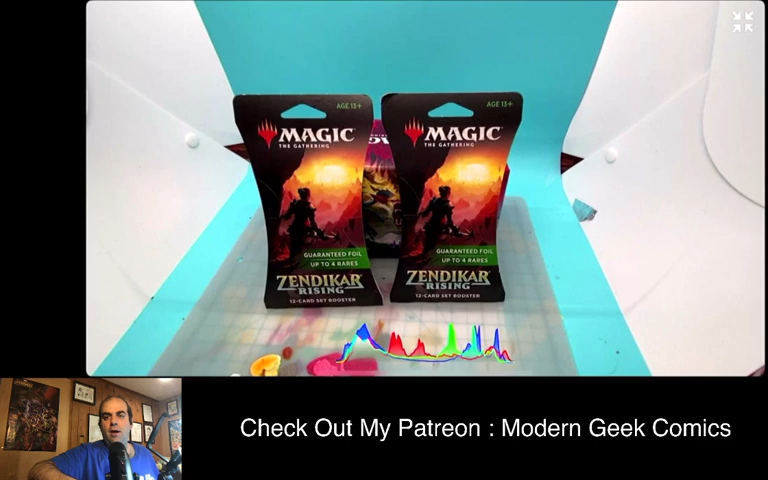 AGE 13+
MAGIC
THE GATHERING
GUARANTEED FOIL
UP TO 4 RARES
ZENDIKAR
RISING
12-CARD SET BOOSTER
AGE 13+
MAGIC
THE GATHERING
GUARANTEED FOIL
UP TO 4 RARES
ZENDIKAR
RISING
12-CARD SET BOOSTER
Check Out My Patreon : Modern Geek Comics